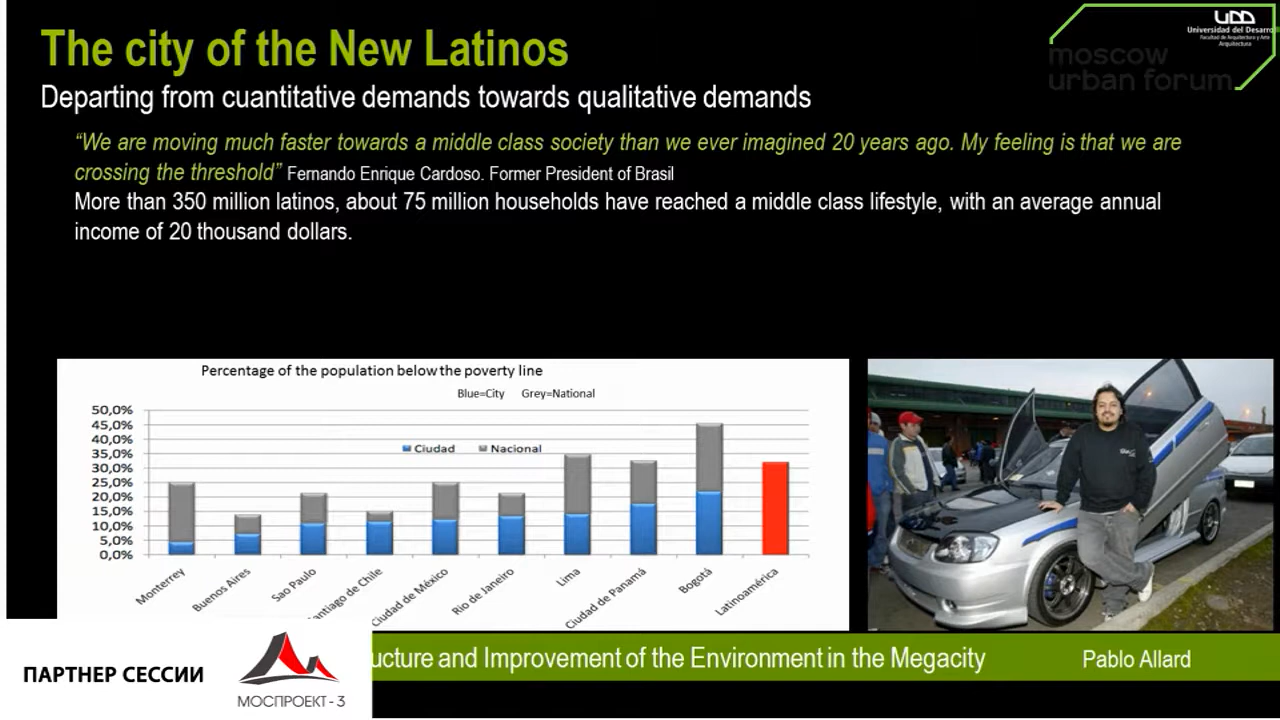 The city of the New Latinos
UDD
Universidad del Desarrollo
Facultad de Arquitectura y Arte
Arquitectura
moscow
urban forum
Departing from cuantitative demands towards qualitative demands
“We are moving much faster towards a middle class society than we ever imagined 20 years ago. My feeling is that we are
crossing the threshold” Fernando Enrique Cardoso. Former President of Brasil
More than 350 million latinos, about 75 million households have reached a middle class lifestyle, with an average annual
income of 20 thousand dollars.
Percentage of the population below the poverty line
Blue=City Grey=National
Ciudad Nacional
50,0%
45,0%
40,0%
35,0%
30,0%
25,0%
20,0%
15,0%
10,0%
5,0%
0,0%
Monterrey
Buenos Aires
Sao Paulo
antiago de Chile
Ciudad de México
Rio de Janeiro
Lima
Ciudad de Panamá
Bogotá
Latinoamérica
ucture and Improvement of the Environment in the Megacity
Pablo Allard
ПАРТНЕР СЕССИИ
МОСПРОЕКТ - 3